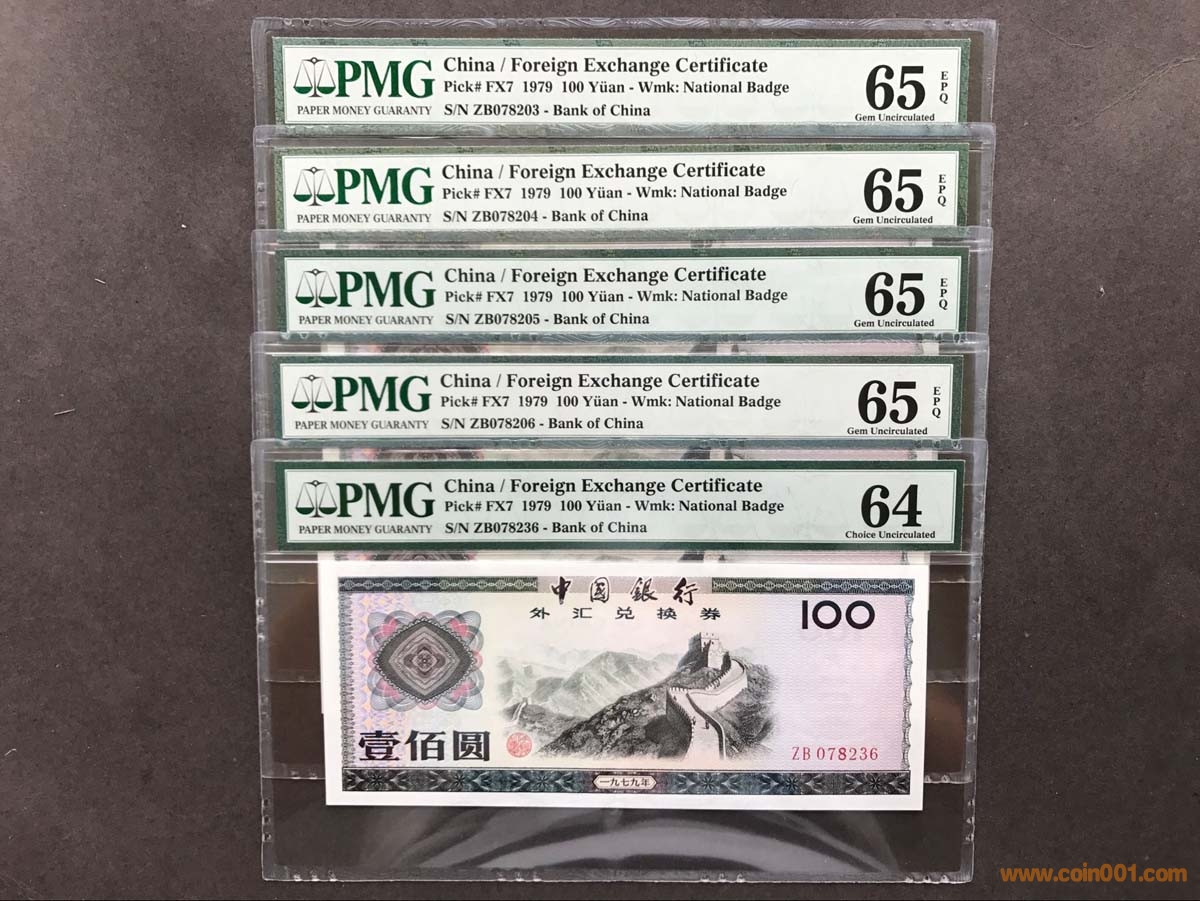 PMG
PAPER MONEY GUARANTY
China / Foreign Exchange Certificate
Pick# FX7 1979 100 Yüan - Wmk: National Badge
S/N ZB078203 - Bank of China
65
EPQ
Gem Uncirculated
PMG
PAPER MONEY GUARANTY
China / Foreign Exchange Certificate
Pick# FX7 1979 100 Yüan - Wmk: National Badge
S/N ZB078204 - Bank of China
65
EPQ
Gem Uncirculated
PMG
PAPER MONEY GUARANTY
China / Foreign Exchange Certificate
Pick# FX7 1979 100 Yüan - Wmk: National Badge
S/N ZB078205 - Bank of China
65
EPQ
Gem Uncirculated
PMG
PAPER MONEY GUARANTY
China / Foreign Exchange Certificate
Pick# FX7 1979 100 Yüan - Wmk: National Badge
S/N ZB078206 - Bank of China
65
EPQ
Gem Uncirculated
PMG
PAPER MONEY GUARANTY
China / Foreign Exchange Certificate
Pick# FX7 1979 100 Yüan - Wmk: National Badge
S/N ZB078236 - Bank of China
64
Choice Uncirculated
中國銀行
外汇兑换券
100
壹佰圆
ZB 078236
一九七九年
www.coin001.com